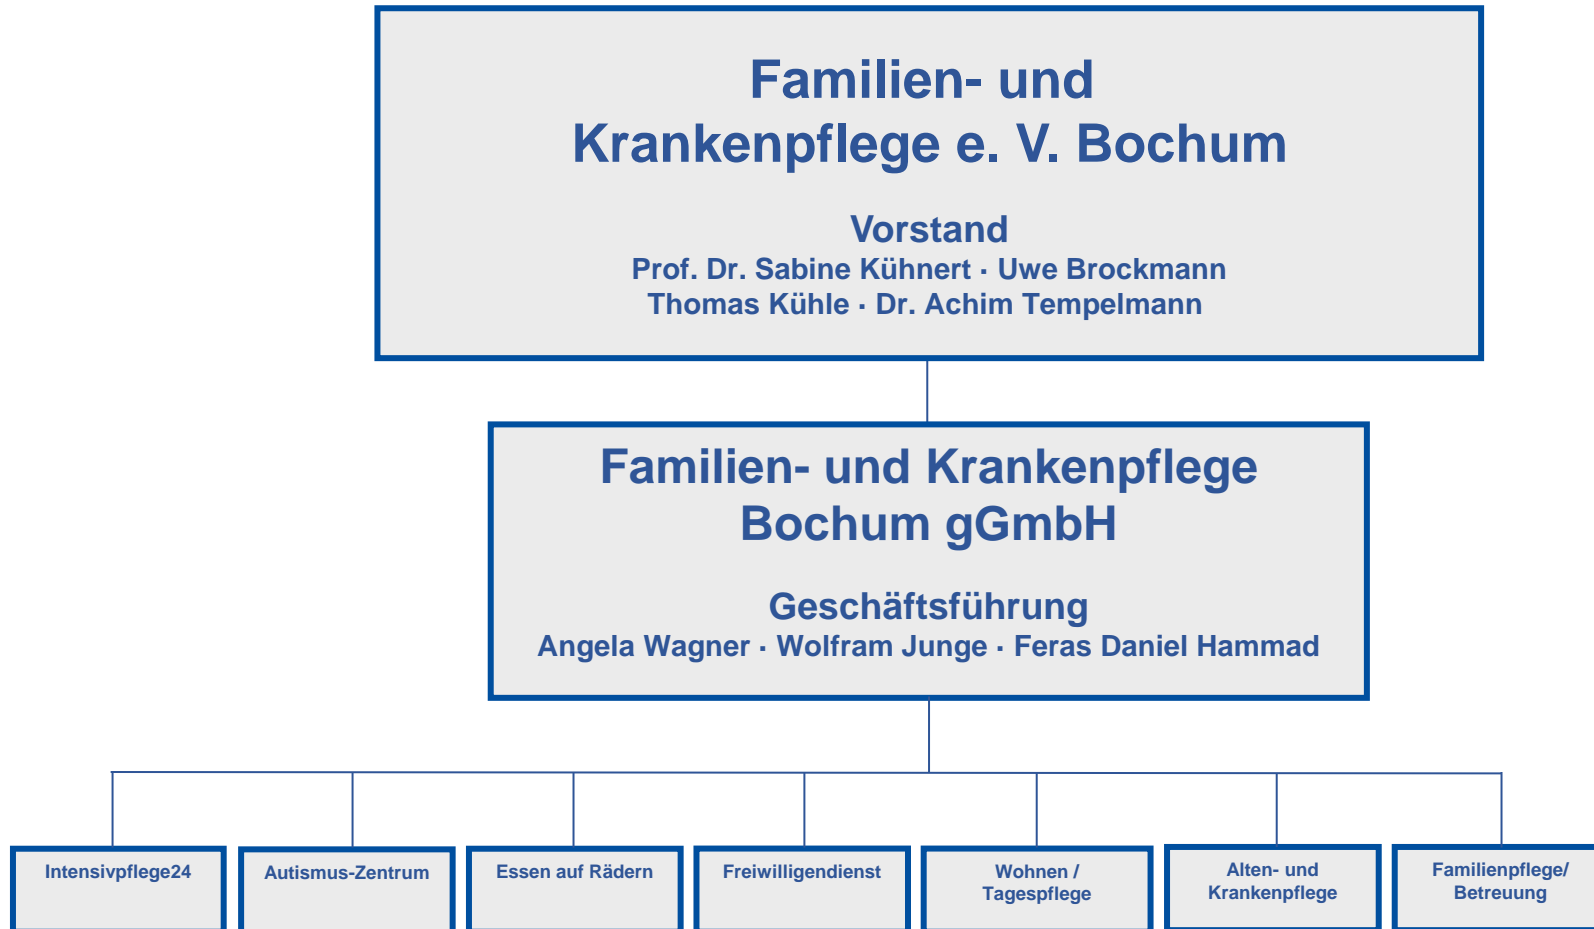 Familien- und
Krankenpflege e. V. Bochum
Vorstand
Prof. Dr. Sabine Kühnert · Uwe Brockmann
Thomas Kühle · Dr. Achim Tempelmann
Familien- und Krankenpflege
Bochum gGmbH
Geschäftsführung
Angela Wagner · Wolfram Junge · Feras Daniel Hammad
Intensivpflege24
Autismus-Zentrum
Essen auf Rädern
Freiwilligendienst
Wohnen /
Tagespflege
Alten- und
Krankenpflege
Familienpflege/
Betreuung